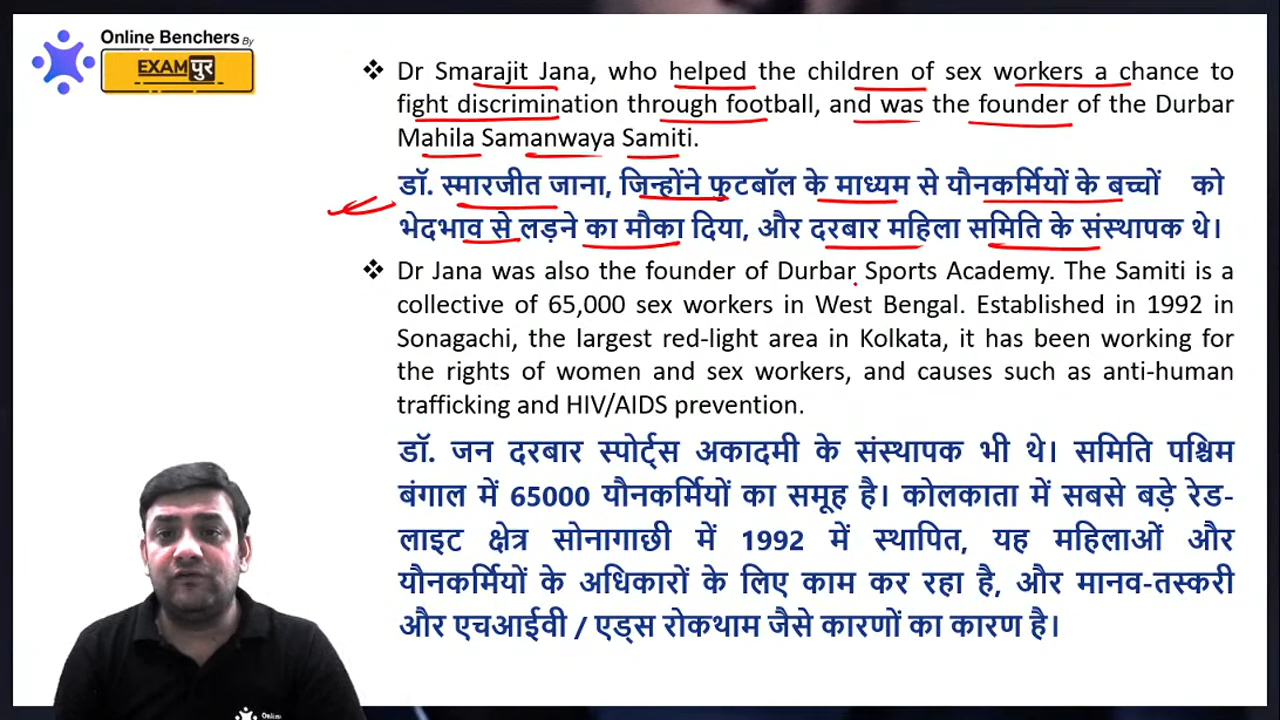 Online Benchers By
EXAMपुर
❖ Dr Smarajit Jana, who helped the children of sex workers a chance to
fight discrimination through football, and was the founder of the Durbar
Mahila Samanwaya Samiti.
डॉ. स्मारजीत जाना, जिन्होंने फुटबॉल के माध्यम से यौनकर्मियों के बच्चों को
भेदभाव से लड़ने का मौका दिया, और दरबार महिला समिति के संस्थापक थे।
❖ Dr Jana was also the founder of Durbar Sports Academy. The Samiti is a
collective of 65,000 sex workers in West Bengal. Established in 1992 in
Sonagachi, the largest red-light area in Kolkata, it has been working for
the rights of women and sex workers, and causes such as anti-human
trafficking and HIV/AIDS prevention.
डॉ. जन दरबार स्पोर्ट्स अकादमी के संस्थापक भी थे। समिति पश्चिम
बंगाल में 65000 यौनकर्मियों का समूह है। कोलकाता में सबसे बड़े रेड-
लाइट क्षेत्र सोनागाछी में 1992 में स्थापित, यह महिलाओं और
यौनकर्मियों के अधिकारों के लिए काम कर रहा है, और मानव-तस्करी
और एचआईवी / एड्स रोकथाम जैसे कारणों का कारण है।